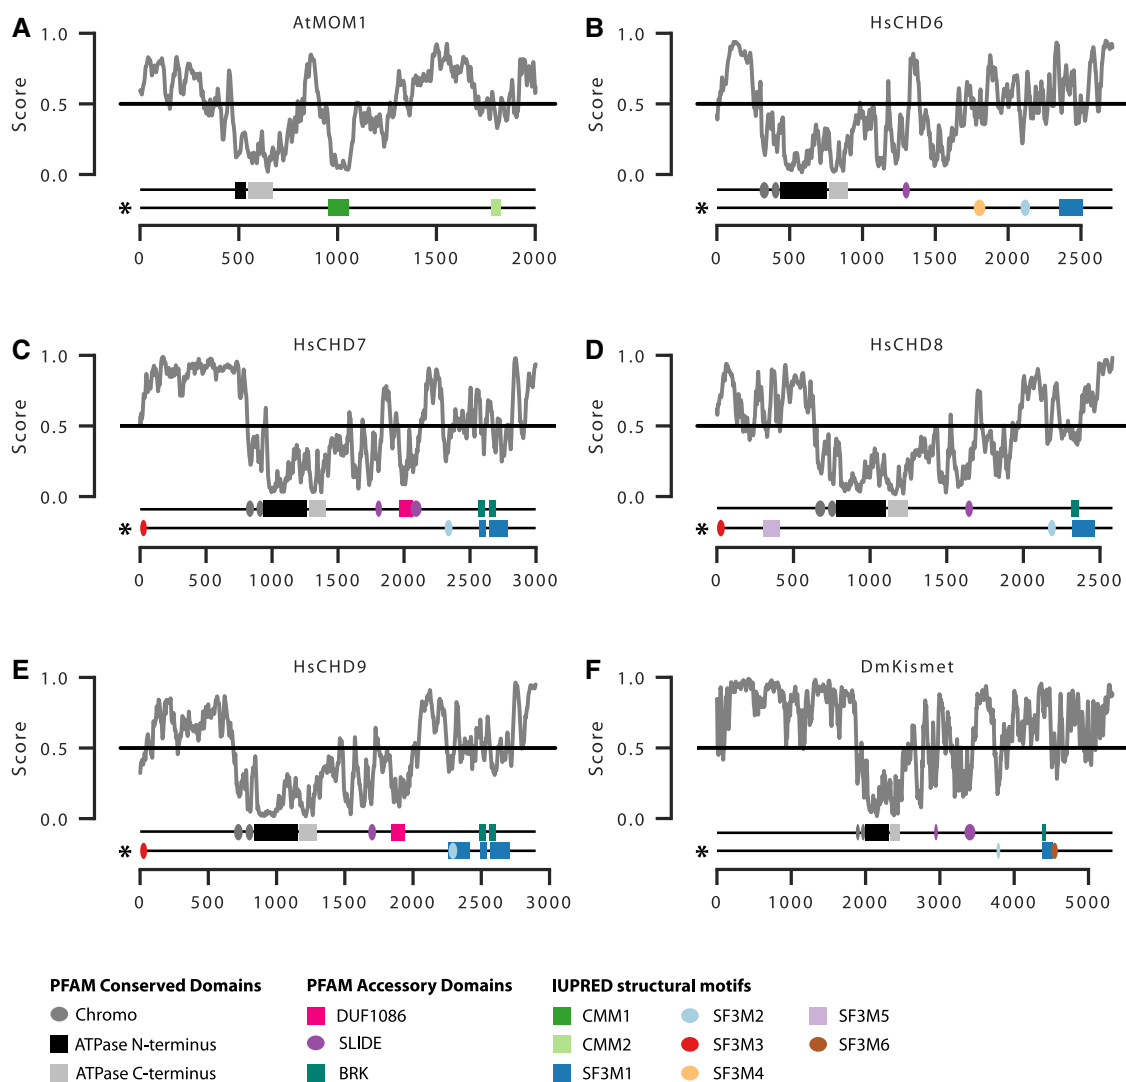 A
AtMOM1
1.0
0.5
0.0
Score
*
0 500 1000 1500 2000
B
HsCHD6
1.0
0.5
0.0
Score
*
0 500 1000 1500 2000 2500
C
HsCHD7
1.0
0.5
0.0
Score
*
0 500 1000 1500 2000 2500 3000
D
HsCHD8
1.0
0.5
0.0
Score
*
0 500 1000 1500 2000 2500
E
HsCHD9
1.0
0.5
0.0
Score
*
0 500 1000 1500 2000 2500 3000
F
DmKismet
1.0
0.5
0.0
Score
*
0 1000 2000 3000 4000 5000
PFAM Conserved Domains
Chromo
ATPase N-terminus
ATPase C-terminus
PFAM Accessory Domains
DUF1086
SLIDE
BRK
IUPRED structural motifs
CMM1
CMM2
SF3M1
SF3M2
SF3M3
SF3M4
SF3M5
SF3M6